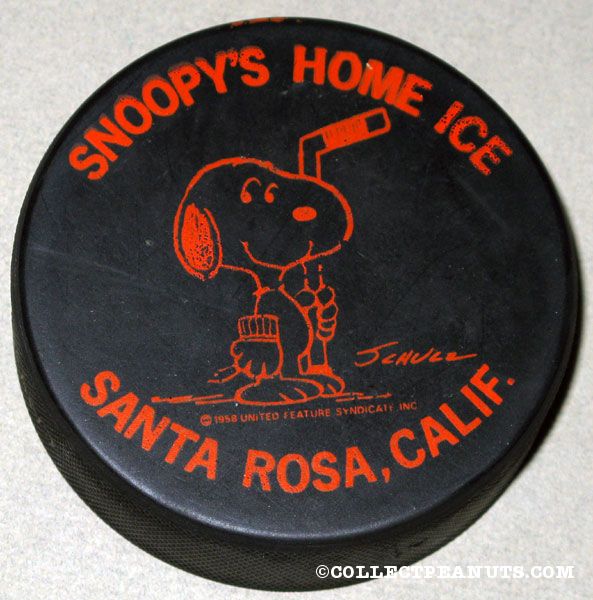 SNOOPY'S HOME ICE
SCHULZ
© 1958 UNITED FEATURE SYNDICATE, INC
SANTA ROSA, CALIF.
©COLLECTPEANUTS.COM